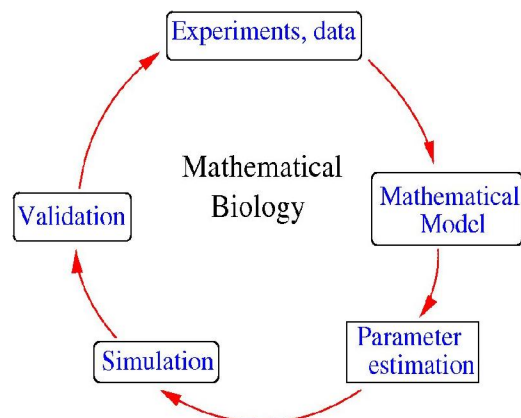 Experiments, data
Mathematical
Biology
Mathematical
Model
Parameter
estimation
Simulation
Validation